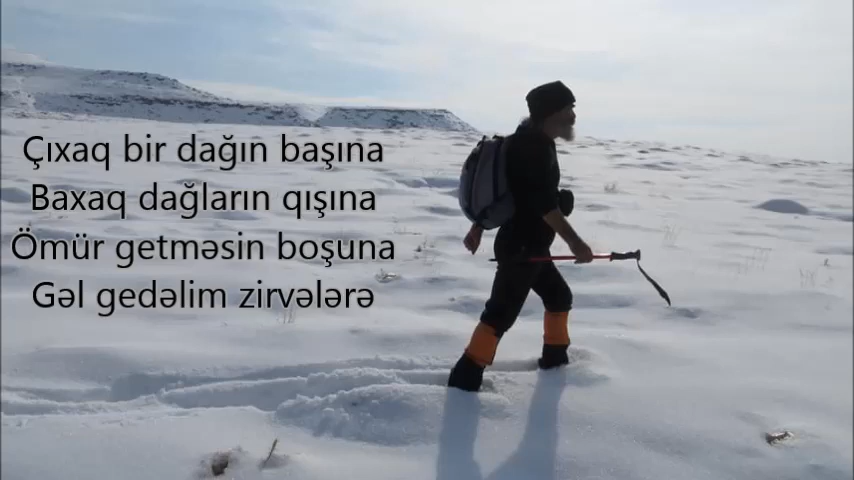 Çıxaq bir dağın başına
Baxaq dağların qışına
Ömür getməsin boşuna
Gəl gedəlim zirvələrə